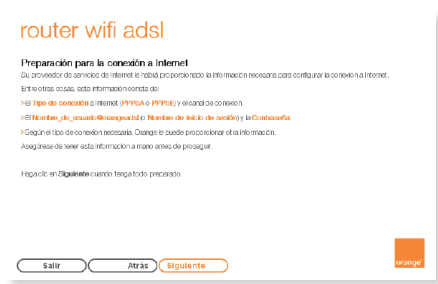 router wifi adsl
Preparación para la conexión a Internet
Su proveedor de servicios de Internet le habrá proporcionado la información necesaria para configurar la conexión a Internet.
Entre otras cosas, esta información consta de:
>El Tipo de conexión a Internet (PPPoA o PPPoE) y el canal de conexión
>El Nombre_de_usuario@orangeadsl (o Nombre de inicio de sesión) y la Contraseña
>Según el tipo de conexión necesaria, Orange le puede proporcionar otra información.
Asegúrese de tener esta información a mano antes de proseguir.
Haga clic en Siguiente cuando tenga todo preparado.
Salir
Atrás
Siguiente
orange